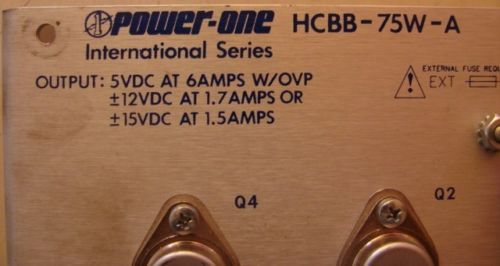 power-one HCBB-75W-A
International Series
OUTPUT: 5VDC AT 6AMPS W/OVP
±12VDC AT 1.7AMPS OR
±15VDC AT 1.5AMPS
EXTERNAL FUSE REQU
EXT
Q4
Q2